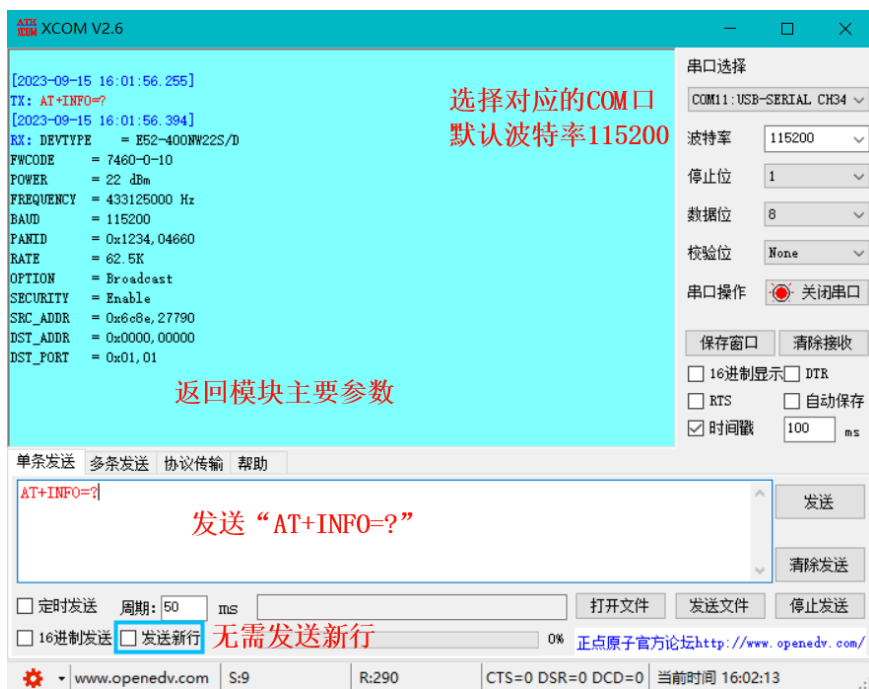 ATK XCOM XCOM V2.6
[2023-09-15 16:01:56.255]
TX: AT+INFO=?
[2023-09-15 16:01:56.394]
RX: DEVTYPE = E52-400NW22S/D
FWCODE = 7460-0-10
POWER = 22 dBm
FREQUENCY = 433125000 Hz
BAUD = 115200
PANID = 0x1234,04660
RATE = 62.5K
OPTION = Broadcast
SECURITY = Enable
SRC_ADDR = 0x6c8e,27790
DST_ADDR = 0x0000,00000
DST_PORT = 0x01,01
选择对应的COM口
默认波特率115200
返回模块主要参数
串口选择
COM11:USB-SERIAL CH34
波特率 115200
停止位 1
数据位 8
校验位 None
串口操作 关闭串口
保存窗口 清除接收
16进制显示 DTR
RTS 自动保存
时间戳 100 ms
单条发送 多条发送 协议传输 帮助
AT+INFO=?
发送“AT+INFO=?”
发送
清除发送
定时发送 周期: 50 ms 打开文件 发送文件 停止发送
16进制发送 发送新行 无需发送新行 0% 正点原子官方论坛http://www.openedv.com/
www.openedv.com S:9 R:290 CTS=0 DSR=0 DCD=0 当前时间 16:02:13